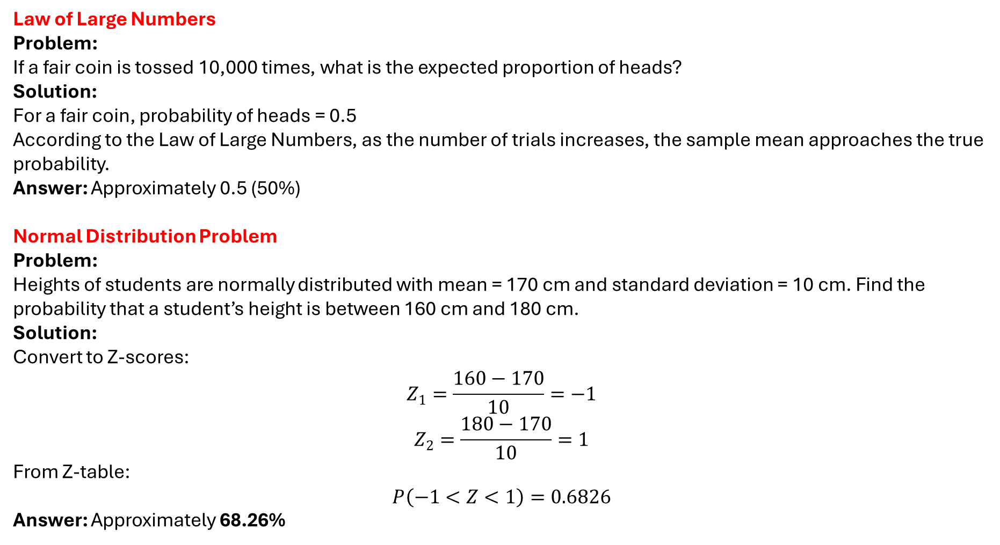 Law of Large Numbers
Problem:
If a fair coin is tossed 10,000 times, what is the expected proportion of heads?
Solution:
For a fair coin, probability of heads = 0.5
According to the Law of Large Numbers, as the number of trials increases, the sample mean approaches the true
probability.
Answer: Approximately 0.5 (50%)
Normal Distribution Problem
Problem:
Heights of students are normally distributed with mean = 170 cm and standard deviation = 10 cm. Find the
probability that a student’s height is between 160 cm and 180 cm.
Solution:
Convert to Z-scores:
Z₁ = (160 − 170)/10 = −1
Z₂ = (180 − 170)/10 = 1
From Z-table:
P(−1 < Z < 1) = 0.6826
Answer: Approximately 68.26%